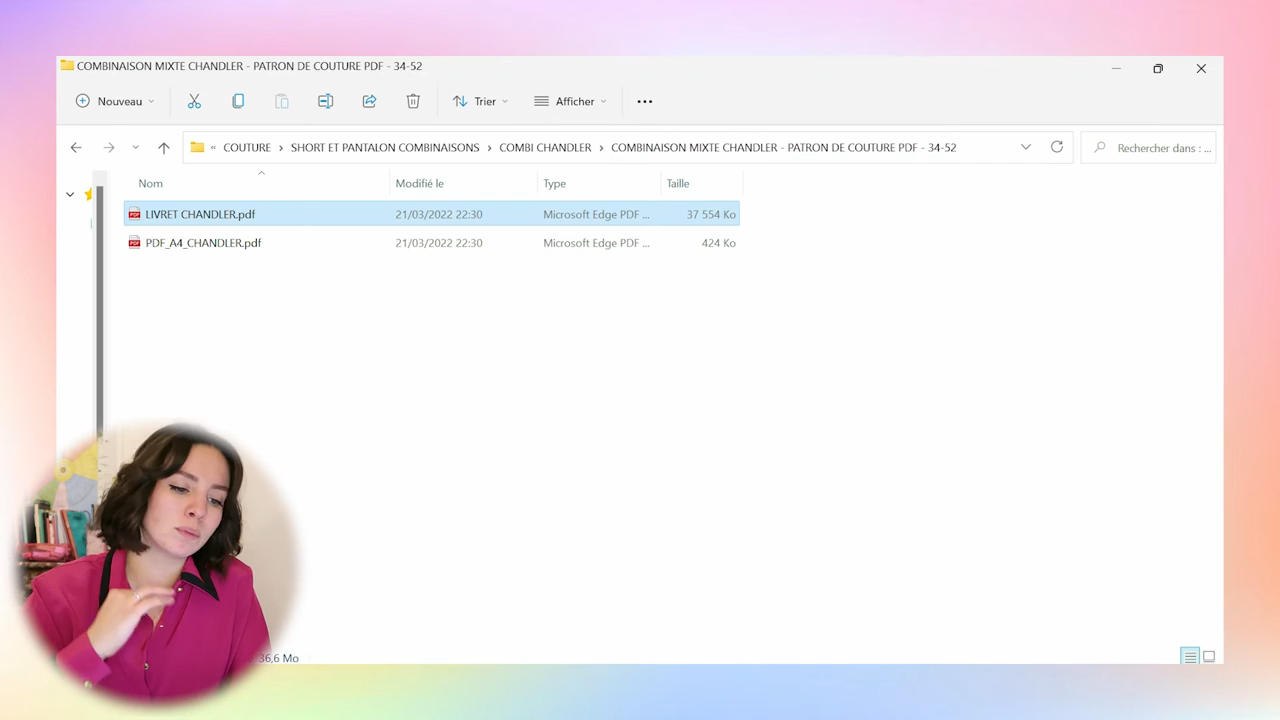 COMBINAISON MIXTE CHANDLER - PATRON DE COUTURE PDF - 34-52
Nouveau Trier Afficher
« COUTURE > SHORT ET PANTALON COMBINAISONS > COMBI CHANDLER > COMBINAISON MIXTE CHANDLER - PATRON DE COUTURE PDF - 34-52 Rechercher dans : ...
Nom Modifié le Type Taille
LIVRET CHANDLER.pdf 21/03/2022 22:30 Microsoft Edge PDF ... 37 554 Ko
PDF_A4_CHANDLER.pdf 21/03/2022 22:30 Microsoft Edge PDF ... 424 Ko
36,6 Mo